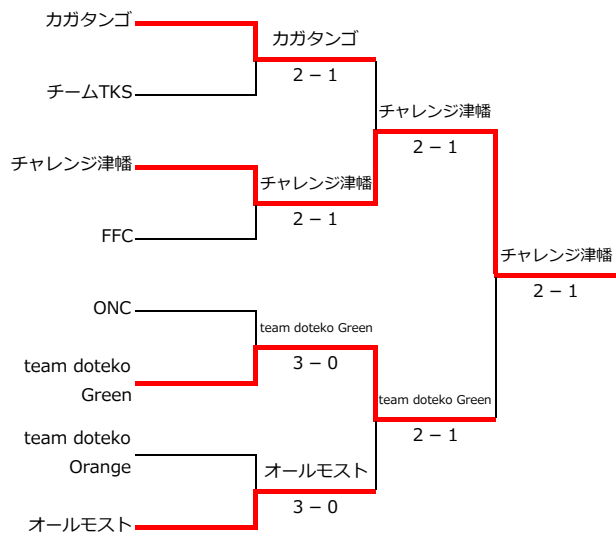 カガタンゴ
カガタンゴ
2 − 1
チームTKS
チャレンジ津幡
2 − 1
チャレンジ津幡
チャレンジ津幡
2 − 1
FFC
チャレンジ津幡
2 − 1
ONC
team doteko Green
3 − 0
team doteko
Green
team doteko Green
2 − 1
team doteko
Orange
オールモスト
3 − 0
オールモスト